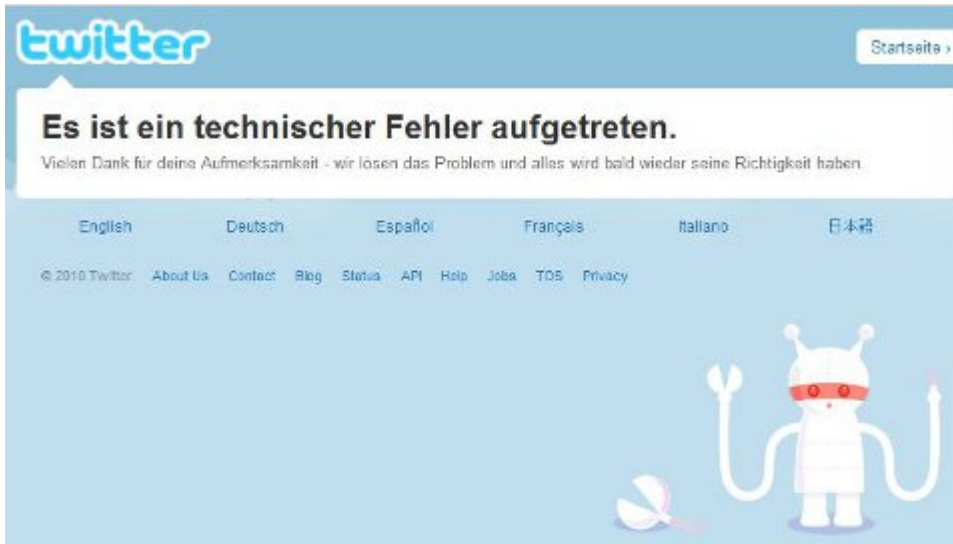 twitter
Startseite ›
Es ist ein technischer Fehler aufgetreten.
Vielen Dank für deine Aufmerksamkeit - wir lösen das Problem und alles wird bald wieder seine Richtigkeit haben
English Deutsch Español Français Italiano 日本語
© 2010 Twitter About Us Contact Blog Status API Help Jobs TOS Privacy